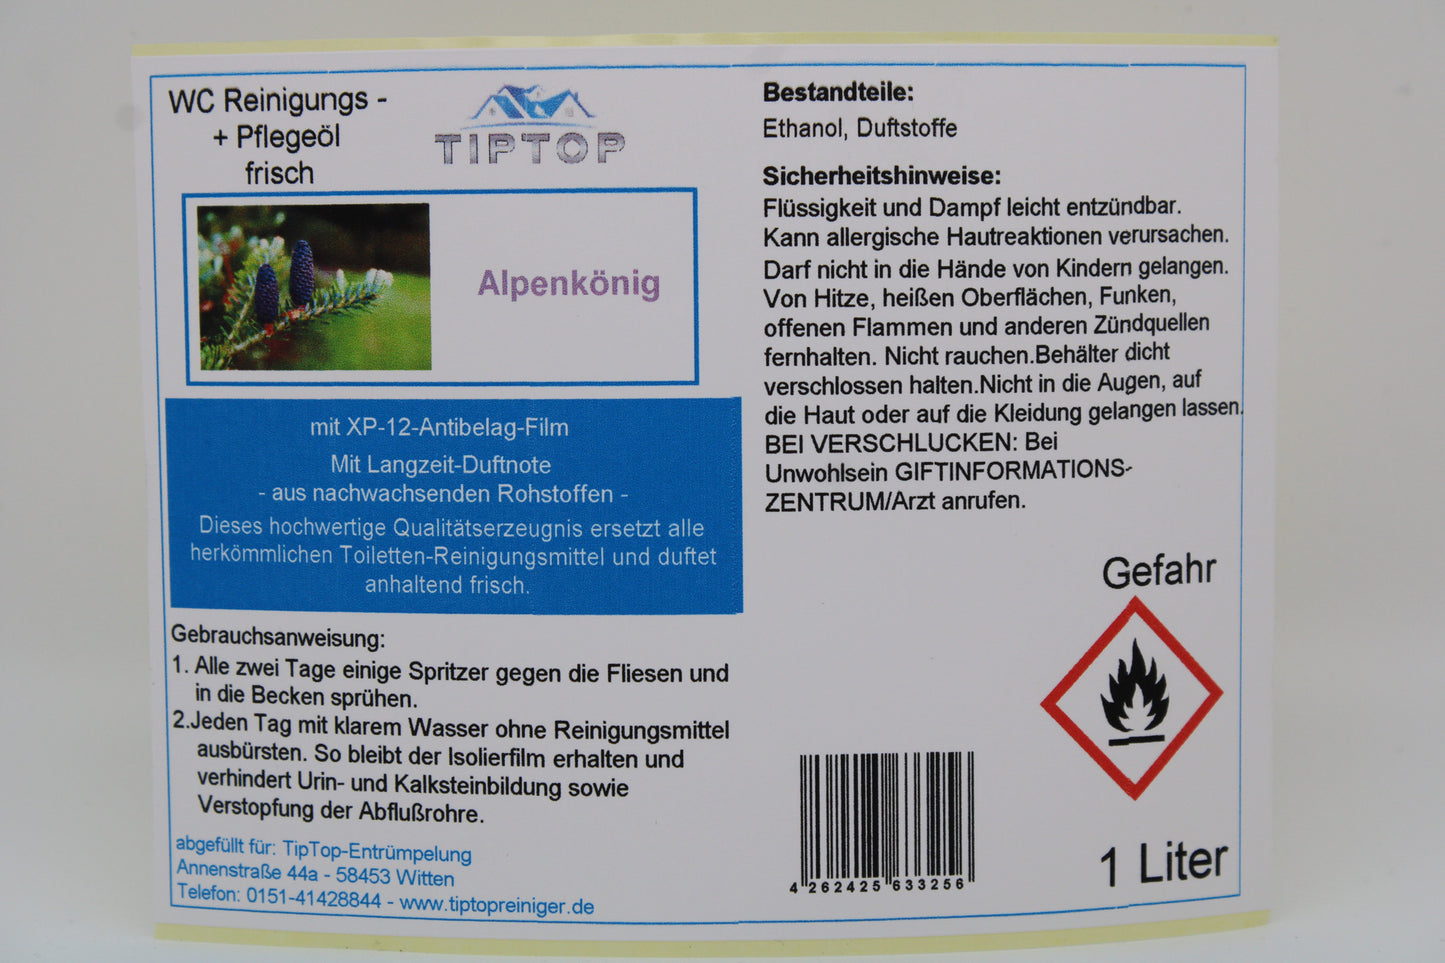 WC Reinigungs -
+ Pflegeöl
frisch
TIPTOP
Alpenkönig
mit XP-12-Antibelag-Film
Mit Langzeit-Duftnote
- aus nachwachsenden Rohstoffen -
Dieses hochwertige Qualitätserzeugnis ersetzt alle
herkömmlichen Toiletten-Reinigungsmittel und duftet
anhaltend frisch.
Gebrauchsanweisung:
1. Alle zwei Tage einige Spritzer gegen die Fliesen und
in die Becken sprühen.
2.Jeden Tag mit klarem Wasser ohne Reinigungsmittel
ausbürsten. So bleibt der Isolierfilm erhalten und
verhindert Urin- und Kalksteinbildung sowie
Verstopfung der Abflußrohre.
abgefüllt für: TipTop-Entrümpelung
Annenstraße 44a - 58453 Witten
Telefon: 0151-41428844 - www.tiptopreiniger.de
Bestandteile:
Ethanol, Duftstoffe
Sicherheitshinweise:
Flüssigkeit und Dampf leicht entzündbar.
Kann allergische Hautreaktionen verursachen.
Darf nicht in die Hände von Kindern gelangen.
Von Hitze, heißen Oberflächen, Funken,
offenen Flammen und anderen Zündquellen
fernhalten. Nicht rauchen.Behälter dicht
verschlossen halten.Nicht in die Augen, auf
die Haut oder auf die Kleidung gelangen lassen.
BEI VERSCHLUCKEN: Bei
Unwohlsein GIFTINFORMATIONS-
ZENTRUM/Arzt anrufen.
Gefahr
4 262425 633256
1 Liter